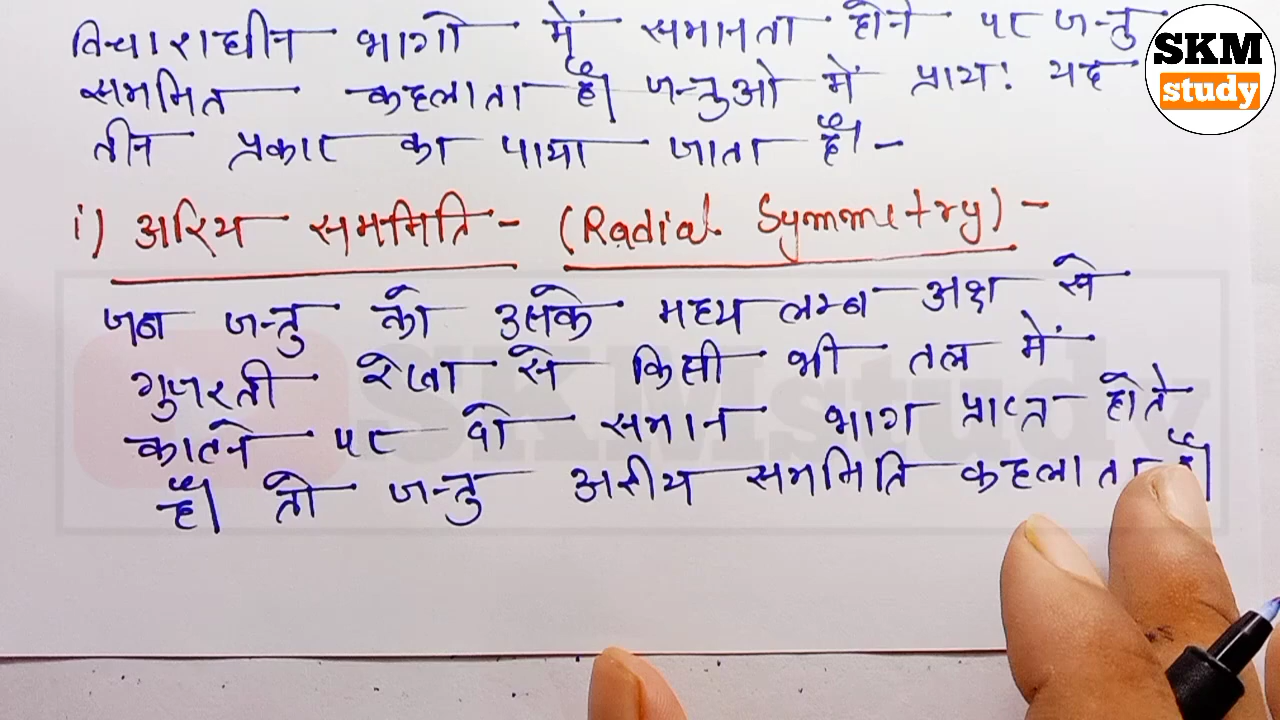 विचाराधीन भागो में समानता होने पर जन्तु
सममित कहलाता है। जन्तुओ में प्राय: यह
तीन प्रकार का पाया जाता है। -
i) अरिय सममिति - (Radial Symmetry) -
जब जन्तु को उसके मध्य लम्ब अक्ष से
गुजरती रेखा से किसी भी तल में
काटने पर दो समान भाग प्राप्त होते
है। तो जन्तु अरीय सममिति कहलाता है।
SKM
study
SKMstudy